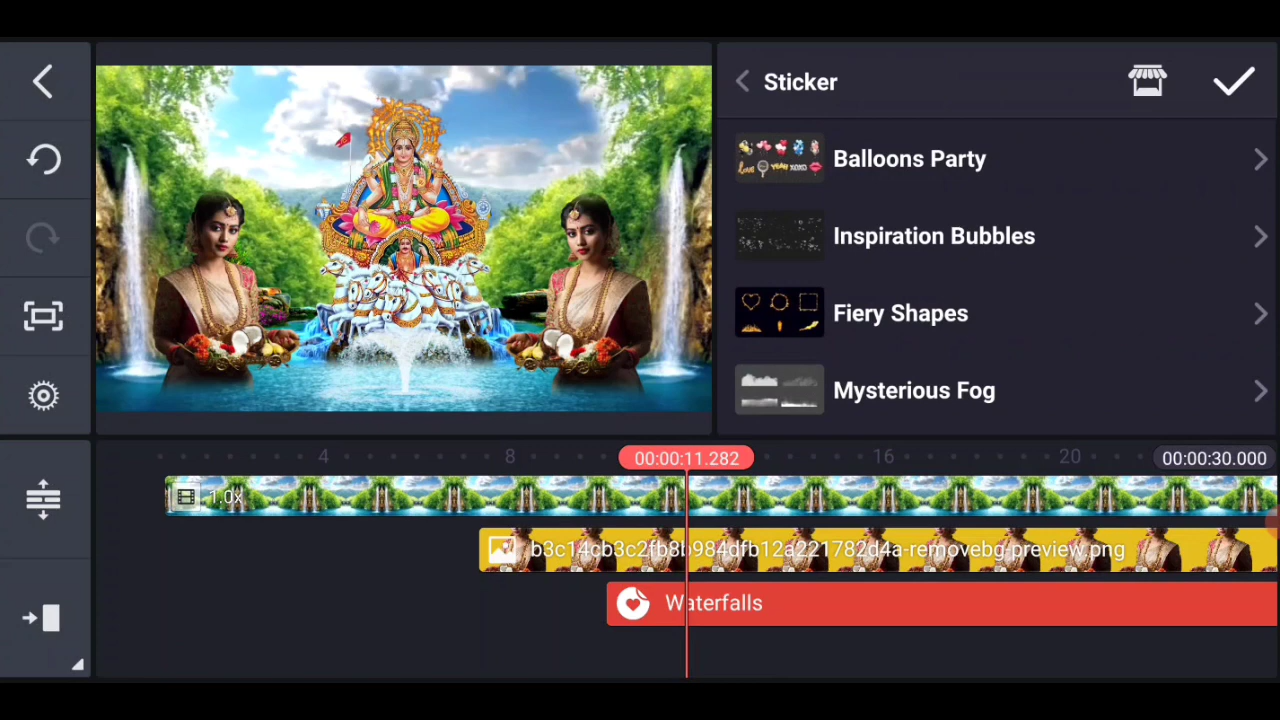 Sticker
Balloons Party
Inspiration Bubbles
Fiery Shapes
Mysterious Fog
4
8
00:00:11.282
16
20
00:00:30.000
1.0x
b3c14cb3c2fb8b984dfb12a221782d4a-removebg-preview.png
Waterfalls